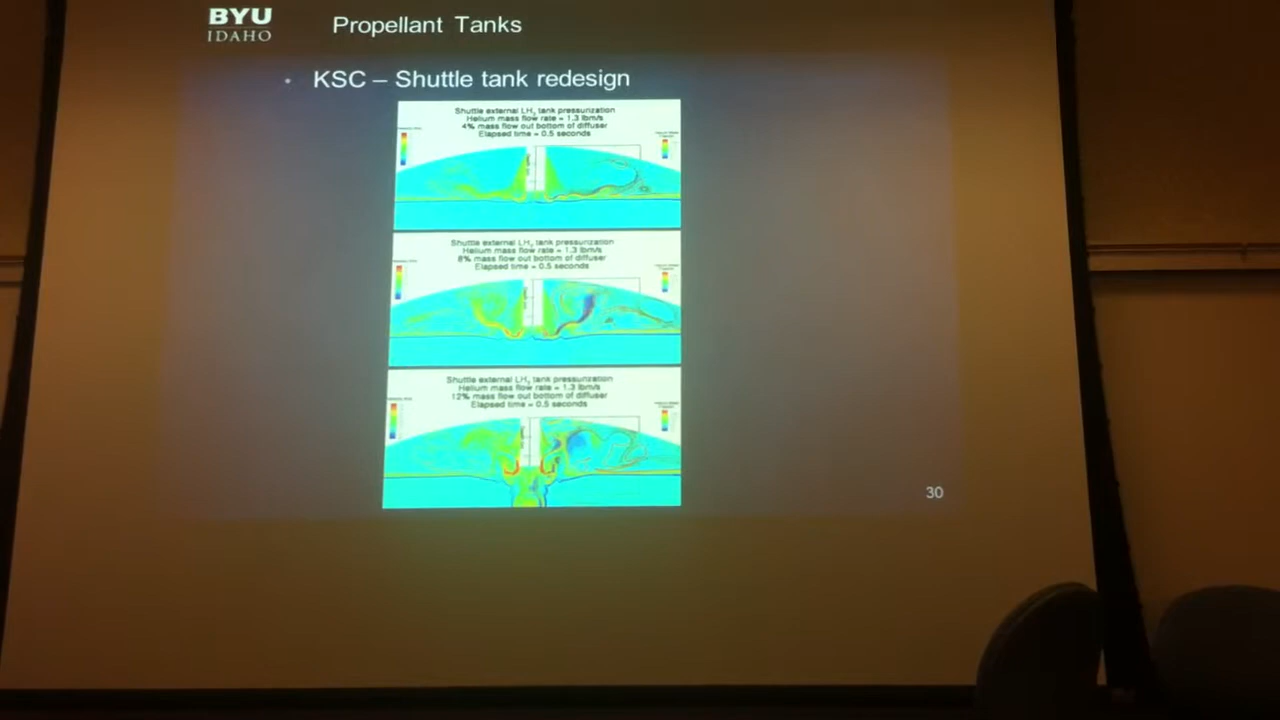 BYU
IDAHO
Propellant Tanks
• KSC – Shuttle tank redesign
Shuttle external LH2 tank pressurization
Helium mass flow rate = 1.3 lbm/s
4% mass flow out bottom of diffuser
Elapsed time = 0.5 seconds
Shuttle external LH2 tank pressurization
Helium mass flow rate = 1.3 lbm/s
8% mass flow out bottom of diffuser
Elapsed time = 0.5 seconds
Shuttle external LH2 tank pressurization
Helium mass flow rate = 1.3 lbm/s
12% mass flow out bottom of diffuser
Elapsed time = 0.5 seconds
30